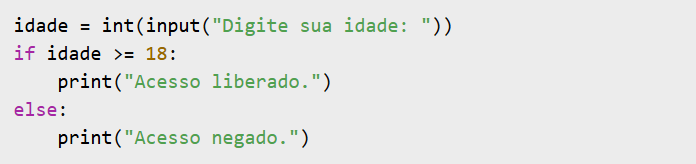 idade = int(input("Digite sua idade: "))
if idade >= 18:
    print("Acesso liberado.")
else:
    print("Acesso negado.")